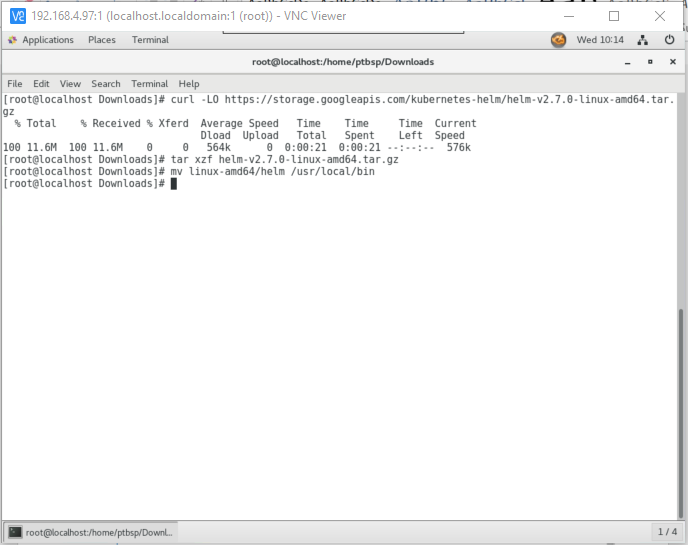 192.168.4.97:1 (localhost.localdomain:1 (root)) - VNC Viewer
Applications Places Terminal Wed 10:14
root@localhost:/home/ptbsp/Downloads
File Edit View Search Terminal Help
[root@localhost Downloads]# curl -LO https://storage.googleapis.com/kubernetes-helm/helm-v2.7.0-linux-amd64.tar.
gz
% Total % Received % Xferd Average Speed Time Time Time Current
Dload Upload Total Spent Left Speed
100 11.6M 100 11.6M 0 0 564k 0 0:00:21 0:00:21 --:--:-- 576k
[root@localhost Downloads]# tar xzf helm-v2.7.0-linux-amd64.tar.gz
[root@localhost Downloads]# mv linux-amd64/helm /usr/local/bin
[root@localhost Downloads]#
root@localhost:/home/ptbsp/Downl... 1 / 4